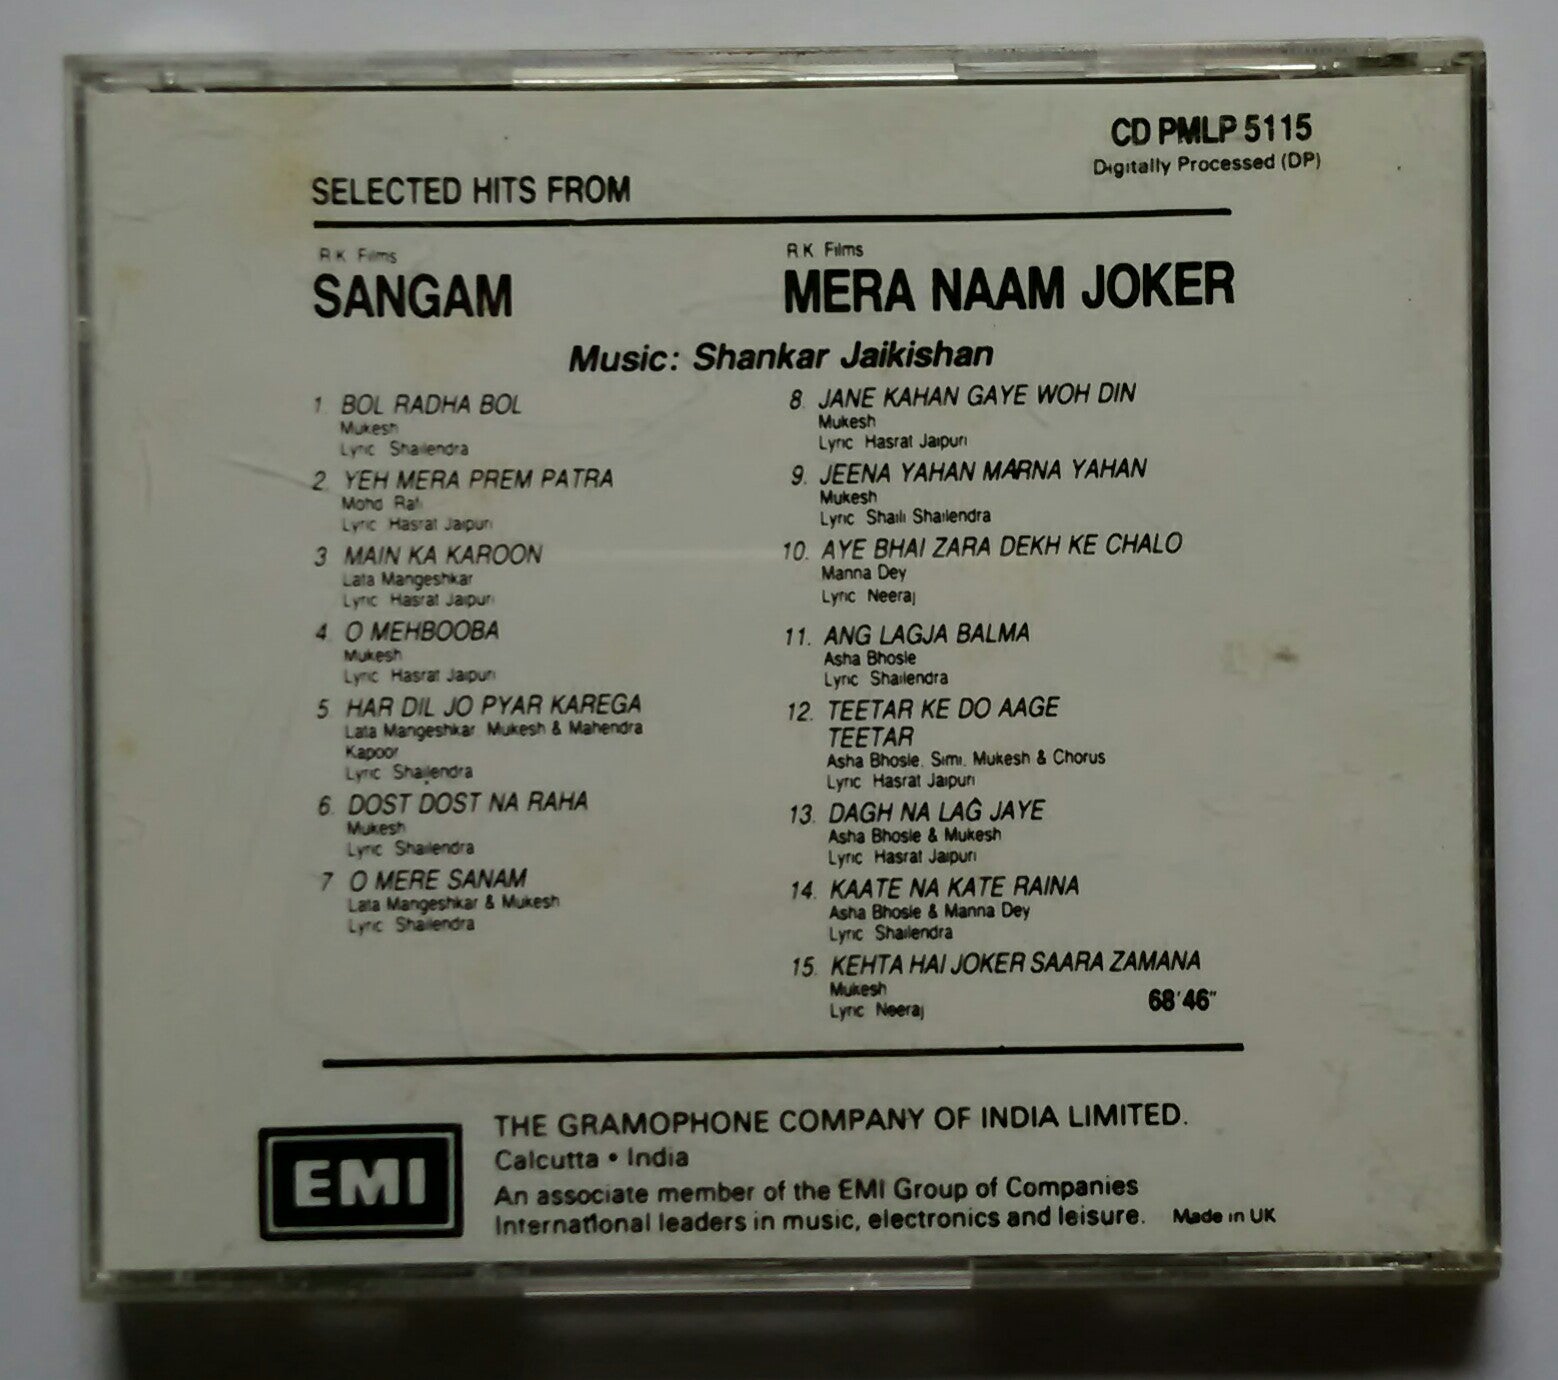 CD PMLP 5115
Digitally Processed (DP)
SELECTED HITS FROM
R.K. Films
SANGAM
R.K. Films
MERA NAAM JOKER
Music: Shankar Jaikishan
1. BOL RADHA BOL
Mukesh
Lyric Shailendra
2. YEH MERA PREM PATRA
Mohd Rafi
Lyric Hasrat Jaipuri
3 MAIN KA KAROON
Lata Mangeshkar
Lyric Hasrat Jaipuri
4. O MEHBOOBA
Mukesh
Lyric Hasrat Jaipuri
5 HAR DIL JO PYAR KAREGA
Lata Mangeshkar, Mukesh & Mahendra
Kapoor
Lyric Shailendra
6. DOST DOST NA RAHA
Mukesh
Lyric Shailendra
7 O MERE SANAM
Lata Mangeshkar & Mukesh
Lyric Shailendra
8. JANE KAHAN GAYE WOH DIN
Mukesh
Lyric Hasrat Jaipuri
9. JEENA YAHAN MARNA YAHAN
Mukesh
Lyric Shaili Shailendra
10. AYE BHAI ZARA DEKH KE CHALO
Manna Dey
Lyric Neeraj
11. ANG LAGJA BALMA
Asha Bhosle
Lyric Shailendra
12. TEETAR KE DO AAGE
TEETAR
Asha Bhosle, Simi, Mukesh & Chorus
Lyric Hasrat Jaipuri
13. DAGH NA LAG JAYE
Asha Bhosle & Mukesh
Lyric Hasrat Jaipuri
14. KAATE NA KATE RAINA
Asha Bhosle & Manna Dey
Lyric Shailendra
15. KEHTA HAI JOKER SAARA ZAMANA
Mukesh
Lyric Neeraj
68'46"
EMI
THE GRAMOPHONE COMPANY OF INDIA LIMITED.
Calcutta • India
An associate member of the EMI Group of Companies
International leaders in music, electronics and leisure. Made in UK